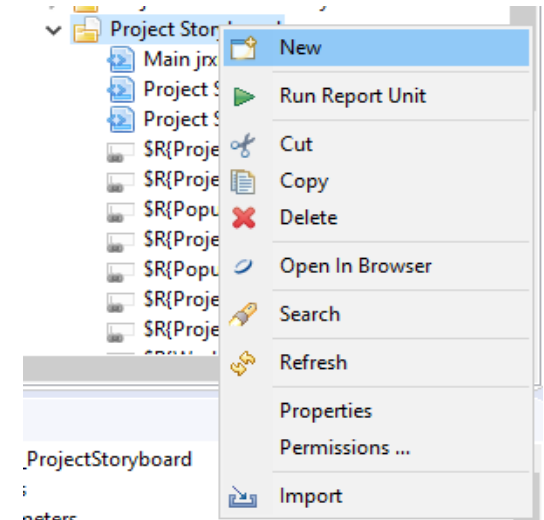 Project Stor
New
Main jrx
Project S
Run Report Unit
Project S
Cut
$R{Proje
$R{Proje
Copy
$R{Popu
Delete
$R{Proje
$R{Popu
Open In Browser
$R{Proje
Search
$R{Proje
Refresh
Properties
Permissions ...
_ProjectStoryboard
Import
meters